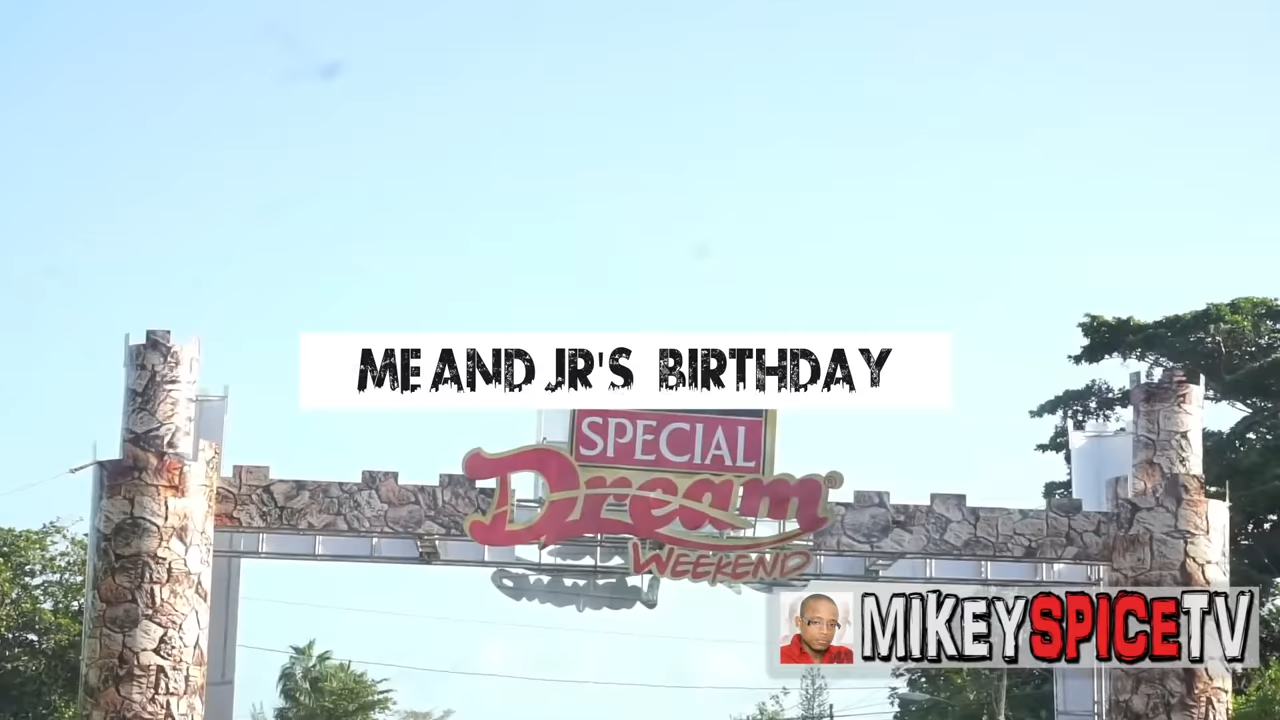 ME AND JR'S BIRTHDAY
SPECIAL
Dream®
WEEKEND
MIKEYSPICETV